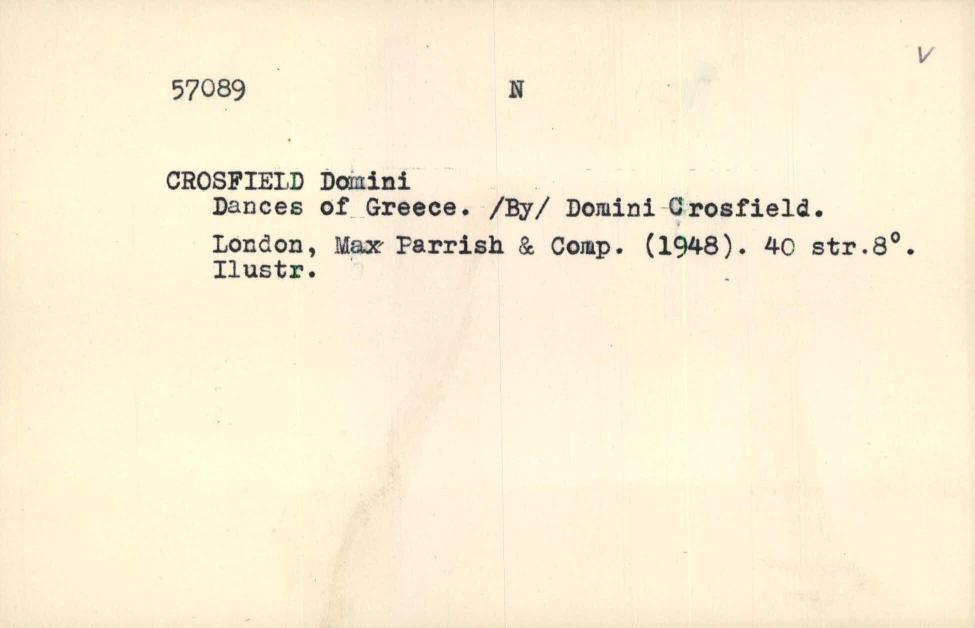 V
57089 N
CROSFIELD Domini
Dances of Greece. /By/ Domini Crosfield.
London, Max Parrish & Comp. (1948). 40 str.8°.
Ilustr.